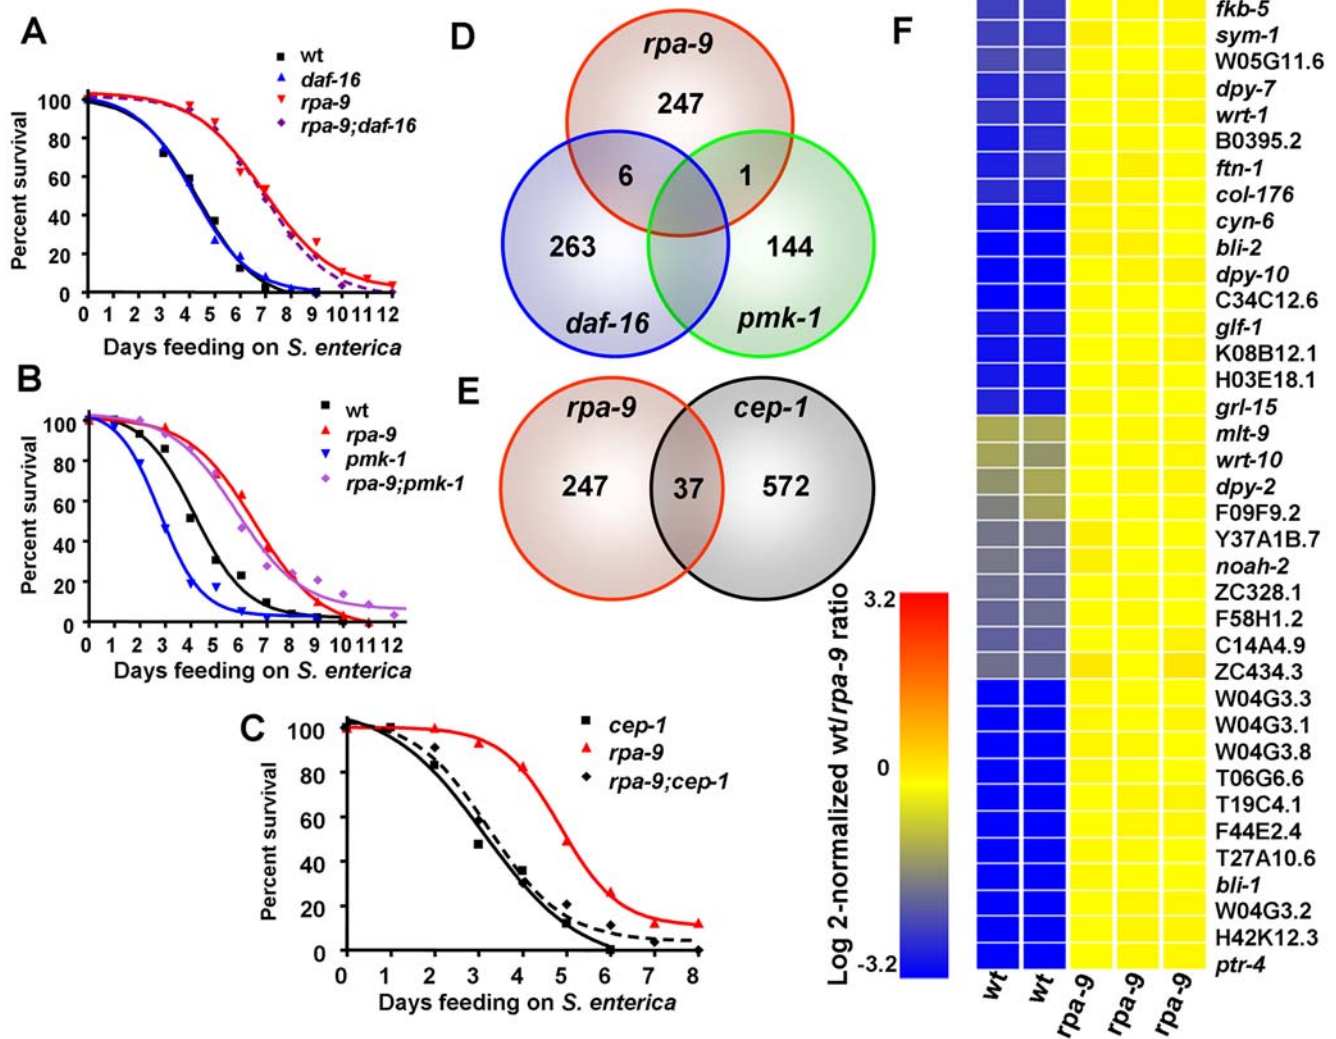 A
wt
daf-16
rpa-9
rpa-9;daf-16
Percent survival
100
80
60
40
20
0
0 1 2 3 4 5 6 7 8 9 10 11 12
Days feeding on S. enterica
B
wt
rpa-9
pmk-1
rpa-9;pmk-1
Percent survival
100
80
60
40
20
0
0 1 2 3 4 5 6 7 8 9 10 11 12
Days feeding on S. enterica
C
cep-1
rpa-9
rpa-9;cep-1
Percent survival
100
80
60
40
20
0
0 1 2 3 4 5 6 7 8
Days feeding on S. enterica
D
rpa-9
247
6
1
263
144
daf-16
pmk-1
E
rpa-9
cep-1
247
37
572
F
Log 2-normalized wt/rpa-9 ratio
3.2
0
-3.2
fkb-5
sym-1
W05G11.6
dpy-7
wrt-1
B0395.2
ftn-1
col-176
cyn-6
bli-2
dpy-10
C34C12.6
glf-1
K08B12.1
H03E18.1
grl-15
mlt-9
wrt-10
dpy-2
F09F9.2
Y37A1B.7
noah-2
ZC328.1
F58H1.2
C14A4.9
ZC434.3
W04G3.3
W04G3.1
W04G3.8
T06G6.6
T19C4.1
F44E2.4
T27A10.6
bli-1
W04G3.2
H42K12.3
ptr-4
wt wt rpa-9 rpa-9 rpa-9